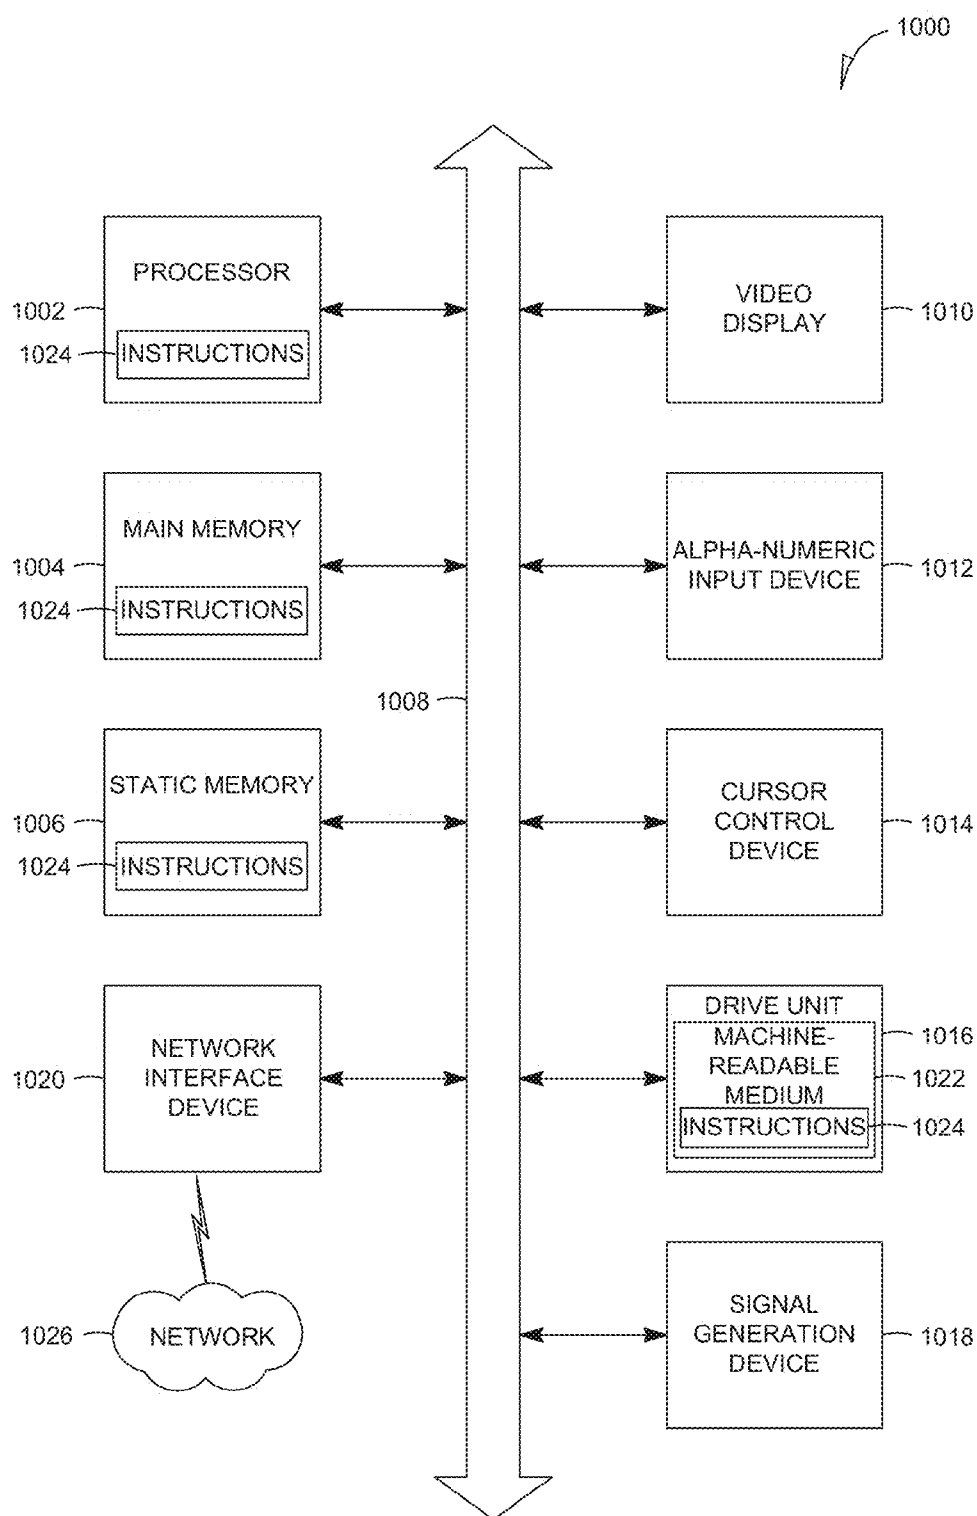 1000
PROCESSOR
1002
1024
INSTRUCTIONS
VIDEO
DISPLAY
1010
MAIN MEMORY
1004
1024
INSTRUCTIONS
ALPHA-NUMERIC
INPUT DEVICE
1012
1008
STATIC MEMORY
1006
1024
INSTRUCTIONS
CURSOR
CONTROL
DEVICE
1014
NETWORK
INTERFACE
DEVICE
1020
DRIVE UNIT
1016
MACHINE-
READABLE
MEDIUM
1022
INSTRUCTIONS
1024
1026
NETWORK
SIGNAL
GENERATION
DEVICE
1018